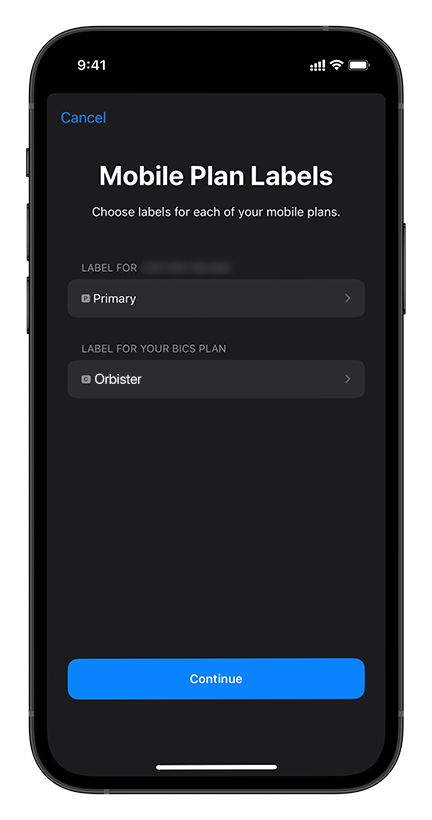 9:41
Cancel
Mobile Plan Labels
Choose labels for each of your mobile plans.
LABEL FOR
P Primary
LABEL FOR YOUR BICS PLAN
C Orbister
Continue